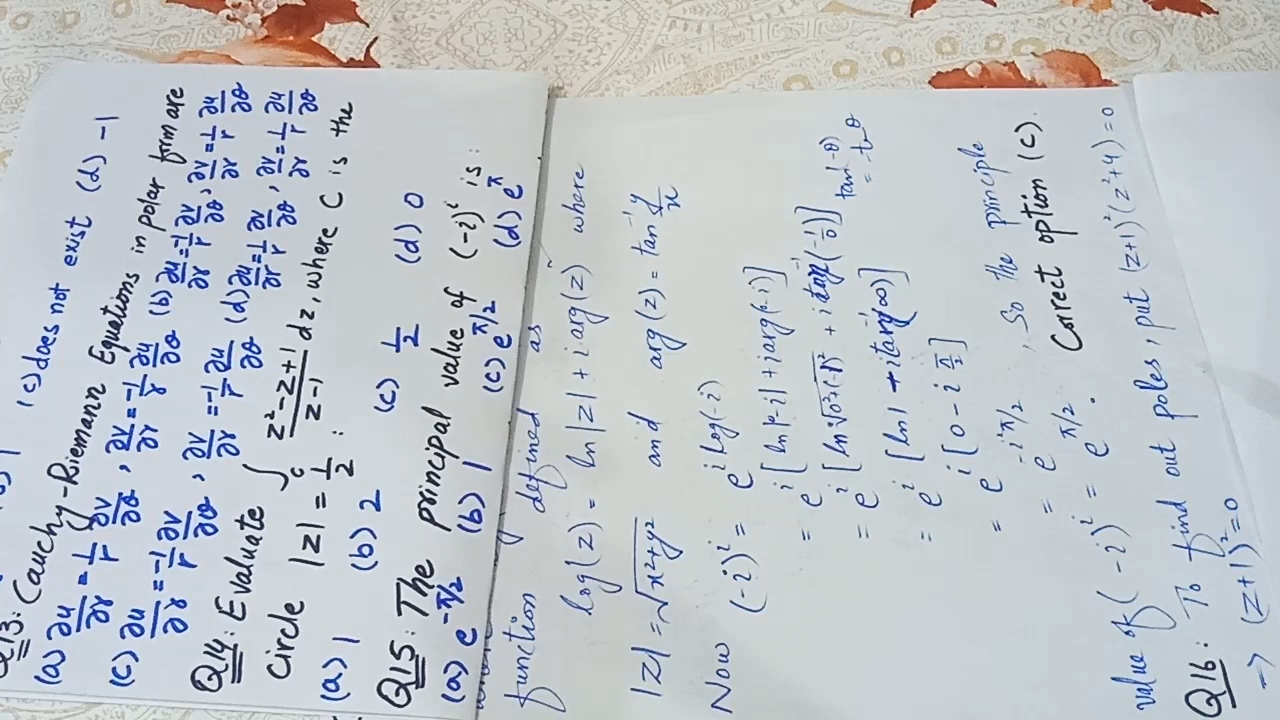 (c) does not exist (d) -1
Q13: Cauchy-Riemann Equations in polar form are
(a) ∂u/∂r = 1/r ∂v/∂θ, ∂v/∂r = -1/r ∂u/∂θ (b) ∂u/∂r = -1/r ∂v/∂θ, ∂v/∂r = 1/r ∂u/∂θ
(c) ∂u/∂r = -1/r ∂v/∂θ, ∂v/∂r = -1/r ∂u/∂θ (d) ∂u/∂r = 1/r ∂v/∂θ, ∂v/∂r = 1/r ∂u/∂θ
Q14: Evaluate ∫_C (z²-z+1)/(z-1) dz, where C is the
circle |z| = 1/2 :
(a) 1 (b) 2 (c) 1/2 (d) 0
Q15: The principal value of (-i)^i is:
(a) e^(-π/2) (b) 1 (c) e^(π/2) (d) e^π
function defined as
log(z) = ln|z| + i arg(z) where
|z| = √(x²+y²) and arg(z) = tan⁻¹ y/x
Now (-i)^i = e^(i log(-i))
= e^i[ln|-i| + i arg(-i)]
= e^i[ln √(0²+(-1)²) + i tan⁻¹(-1/0)] tan(-θ)
= -tanθ
= e^i[ln 1 + i tan⁻¹(∞)]
= e^i[0 - i π/2]
= e^(-i π/2), So the principle
value of (-i)^i = e^(π/2). Correct option (c).
Q16: To find out poles, put (z+1)²(z²+4)=0
→ (z+1)²=0